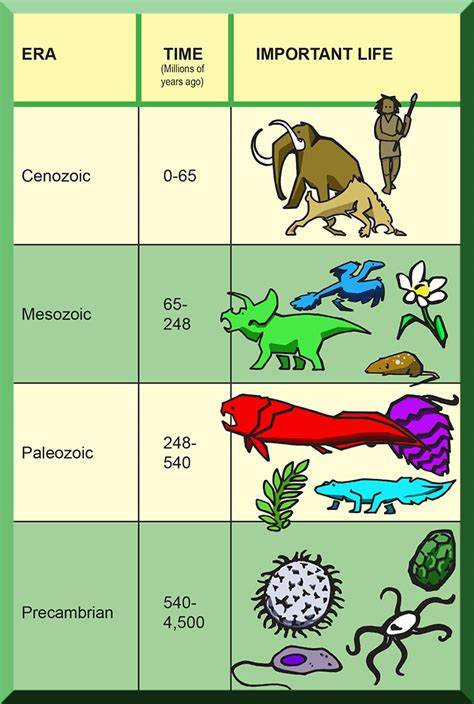 ERA
TIME
(Millions of
years ago)
IMPORTANT LIFE
Cenozoic
0-65
Mesozoic
65-
248
Paleozoic
248-
540
Precambrian
540-
4,500